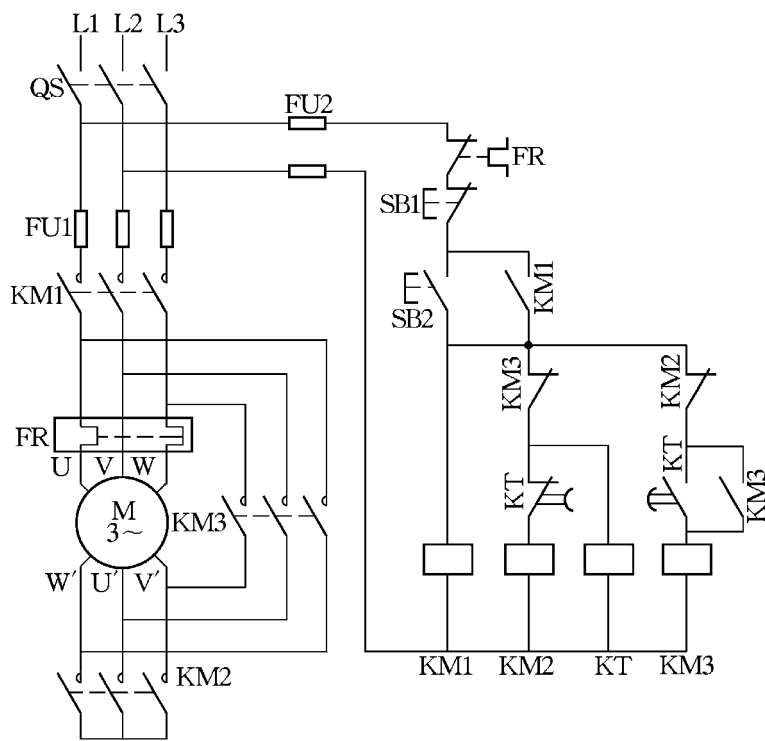 L1 L2 L3
QS
FU2
FR
SB1
FU1
KM1
KM1
SB2
KM3
KM2
FR
U V W
KT
KT
KM3
M
3~
KM3
W′ U′ V′
KM2
KM1 KM2 KT KM3